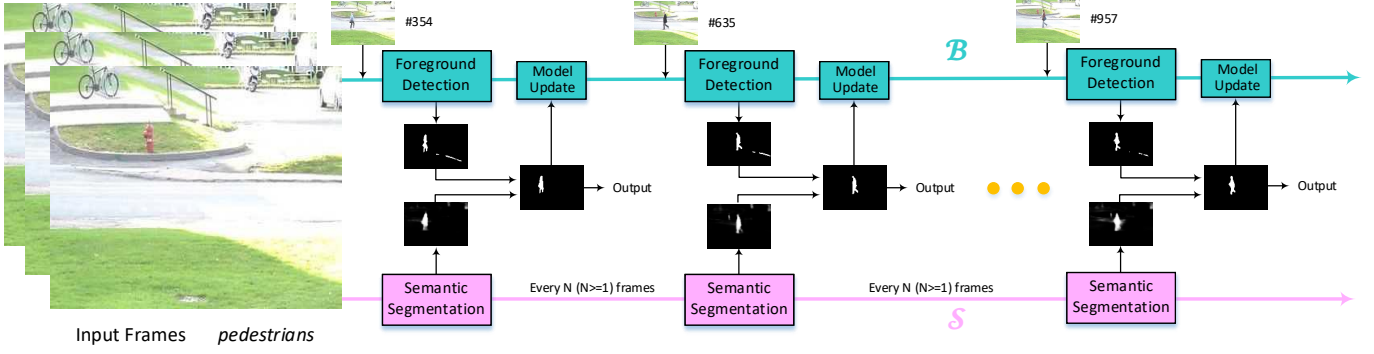 #354
#635
#957
Foreground
Detection
Model
Update
Foreground
Detection
Model
Update
ℬ
Foreground
Detection
Model
Update
Output
Output
Output
Semantic
Segmentation
Every N (N>=1) frames
Semantic
Segmentation
Every N (N>=1) frames
𝒮
Semantic
Segmentation
Input Frames pedestrians